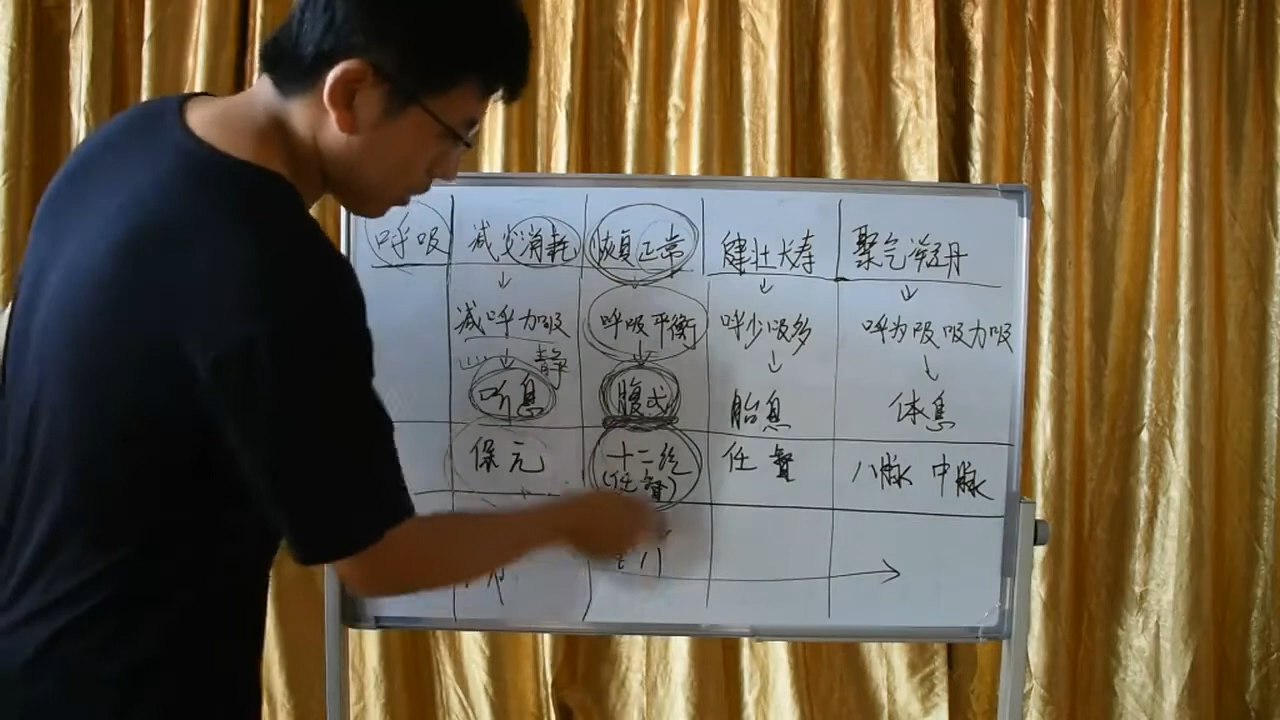 呼吸 减少消耗 恢复正常 健壮长寿 聚气凝丹
减呼加吸 呼吸平衡 呼少吸多 呼为吸吸为吸
静
听息 腹式 胎息 体息
保元 十二经 任督 八脉 中脉
(任督)